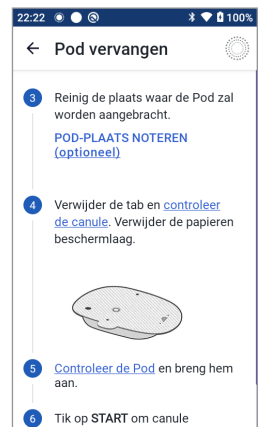 22:22 100%
Pod vervangen
3 Reinig de plaats waar de Pod zal
worden aangebracht.
POD-PLAATS NOTEREN
(optioneel)
4 Verwijder de tab en controleer
de canule. Verwijder de papieren
beschermlaag.
5 Controleer de Pod en breng hem
aan.
6 Tik op START om canule